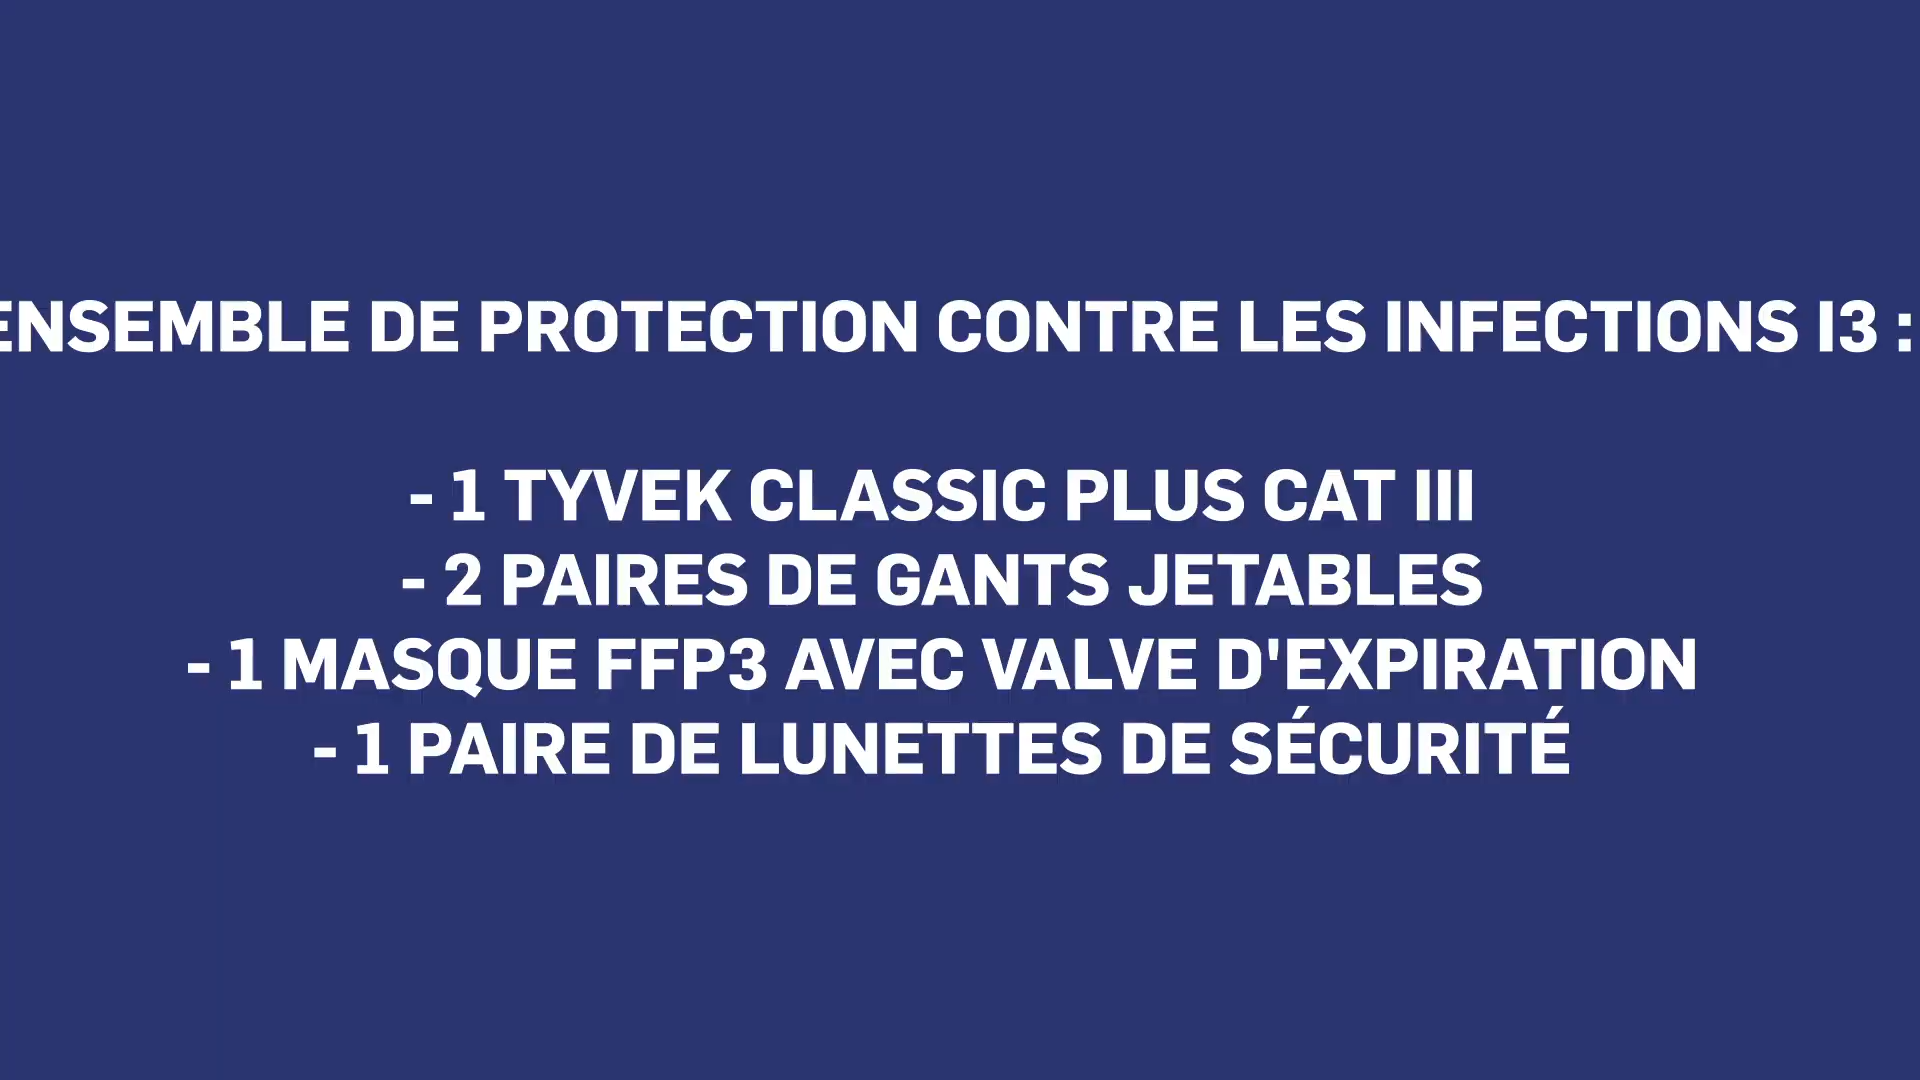 ENSEMBLE DE PROTECTION CONTRE LES INFECTIONS I3 :
- 1 TYVEK CLASSIC PLUS CAT III
- 2 PAIRES DE GANTS JETABLES
- 1 MASQUE FFP3 AVEC VALVE D'EXPIRATION
- 1 PAIRE DE LUNETTES DE SÉCURITÉ